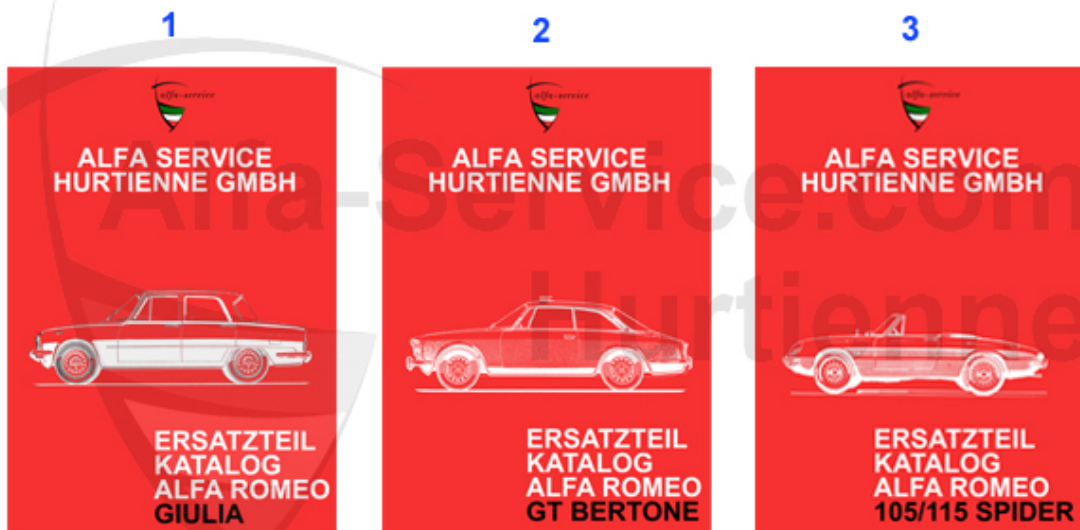 1
2
3
alfa-service
ALFA SERVICE
HURTIENNE GMBH
ERSATZTEIL
KATALOG
ALFA ROMEO
GIULIA
alfa-service
ALFA SERVICE
HURTIENNE GMBH
ERSATZTEIL
KATALOG
ALFA ROMEO
GT BERTONE
alfa-service
ALFA SERVICE
HURTIENNE GMBH
ERSATZTEIL
KATALOG
ALFA ROMEO
105/115 SPIDER
Alfa-Service.com
Hurtienne